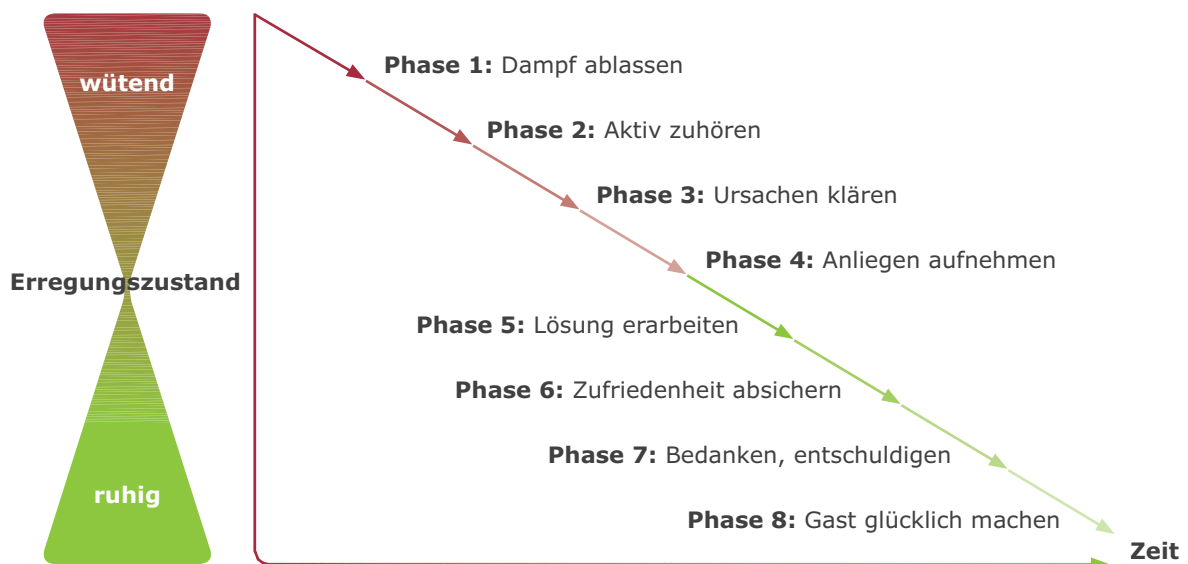 wütend
Erregungszustand
ruhig
Phase 1: Dampf ablassen
Phase 2: Aktiv zuhören
Phase 3: Ursachen klären
Phase 4: Anliegen aufnehmen
Phase 5: Lösung erarbeiten
Phase 6: Zufriedenheit absichern
Phase 7: Bedanken, entschuldigen
Phase 8: Gast glücklich machen
Zeit